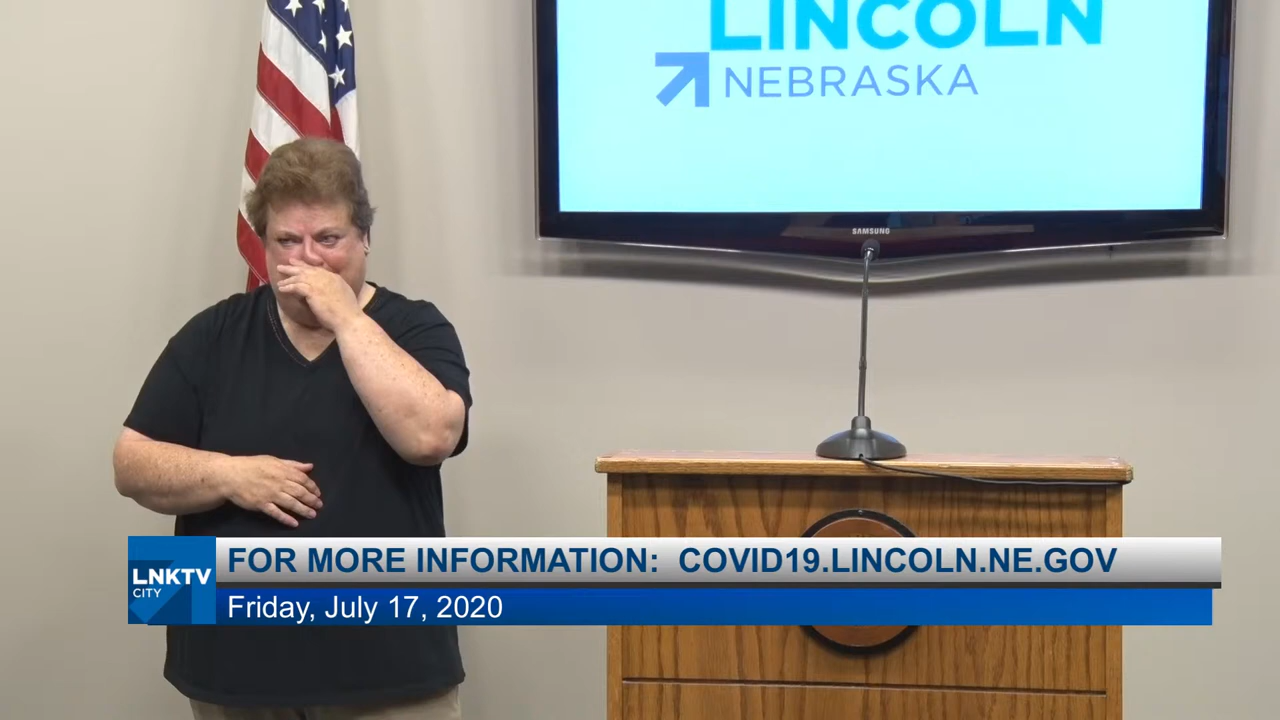 LINCOLN
NEBRASKA
SAMSUNG
FOR MORE INFORMATION: COVID19.LINCOLN.NE.GOV
LNKTV
CITY
Friday, July 17, 2020